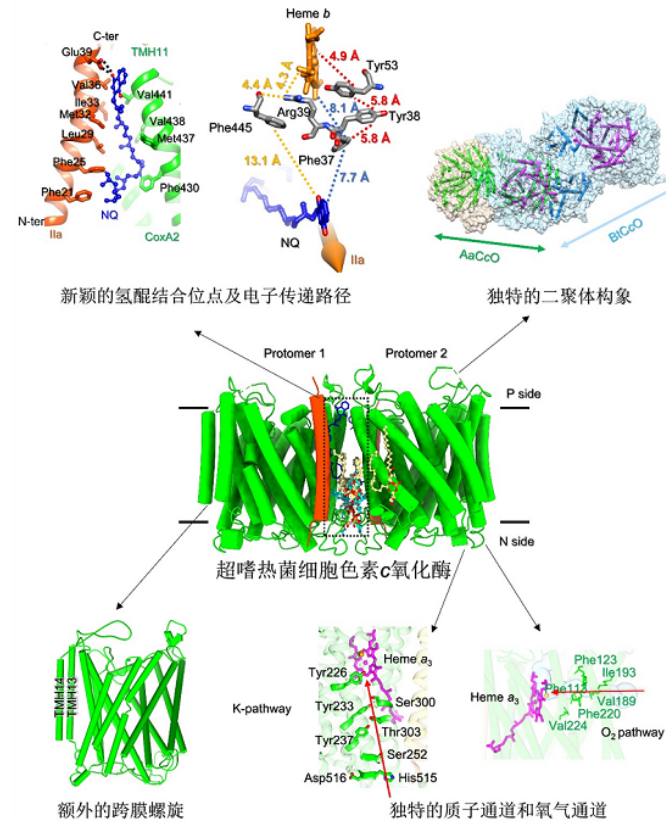 C-ter
Glu39
TMH11
Val36
Val441
Ile33
Met32
Val438
Met437
Leu29
Phe25
Phe430
Phe21
N-ter
NQ
IIa
CoxA2
Heme b
4.9 Å
Tyr53
4.3 Å
4.4 Å
Arg39
8.1 Å
5.8 Å
Tyr38
Phe445
Phe37
5.8 Å
13.1 Å
7.7 Å
NQ
IIa
AaCcO
BtCcO
新颖的氢醌结合位点及电子传递路径
独特的二聚体构象
Protomer 1
Protomer 2
P side
N side
超嗜热菌细胞色素c氧化酶
TMH14
TMH13
额外的跨膜螺旋
K-pathway
Heme a3
Tyr226
Tyr233
Ser300
Thr303
Tyr237
Ser252
Asp516
His515
Phe123
Ile193
Heme a3
Phe113
Val189
Phe220
Val224
O2 pathway
独特的质子通道和氧气通道